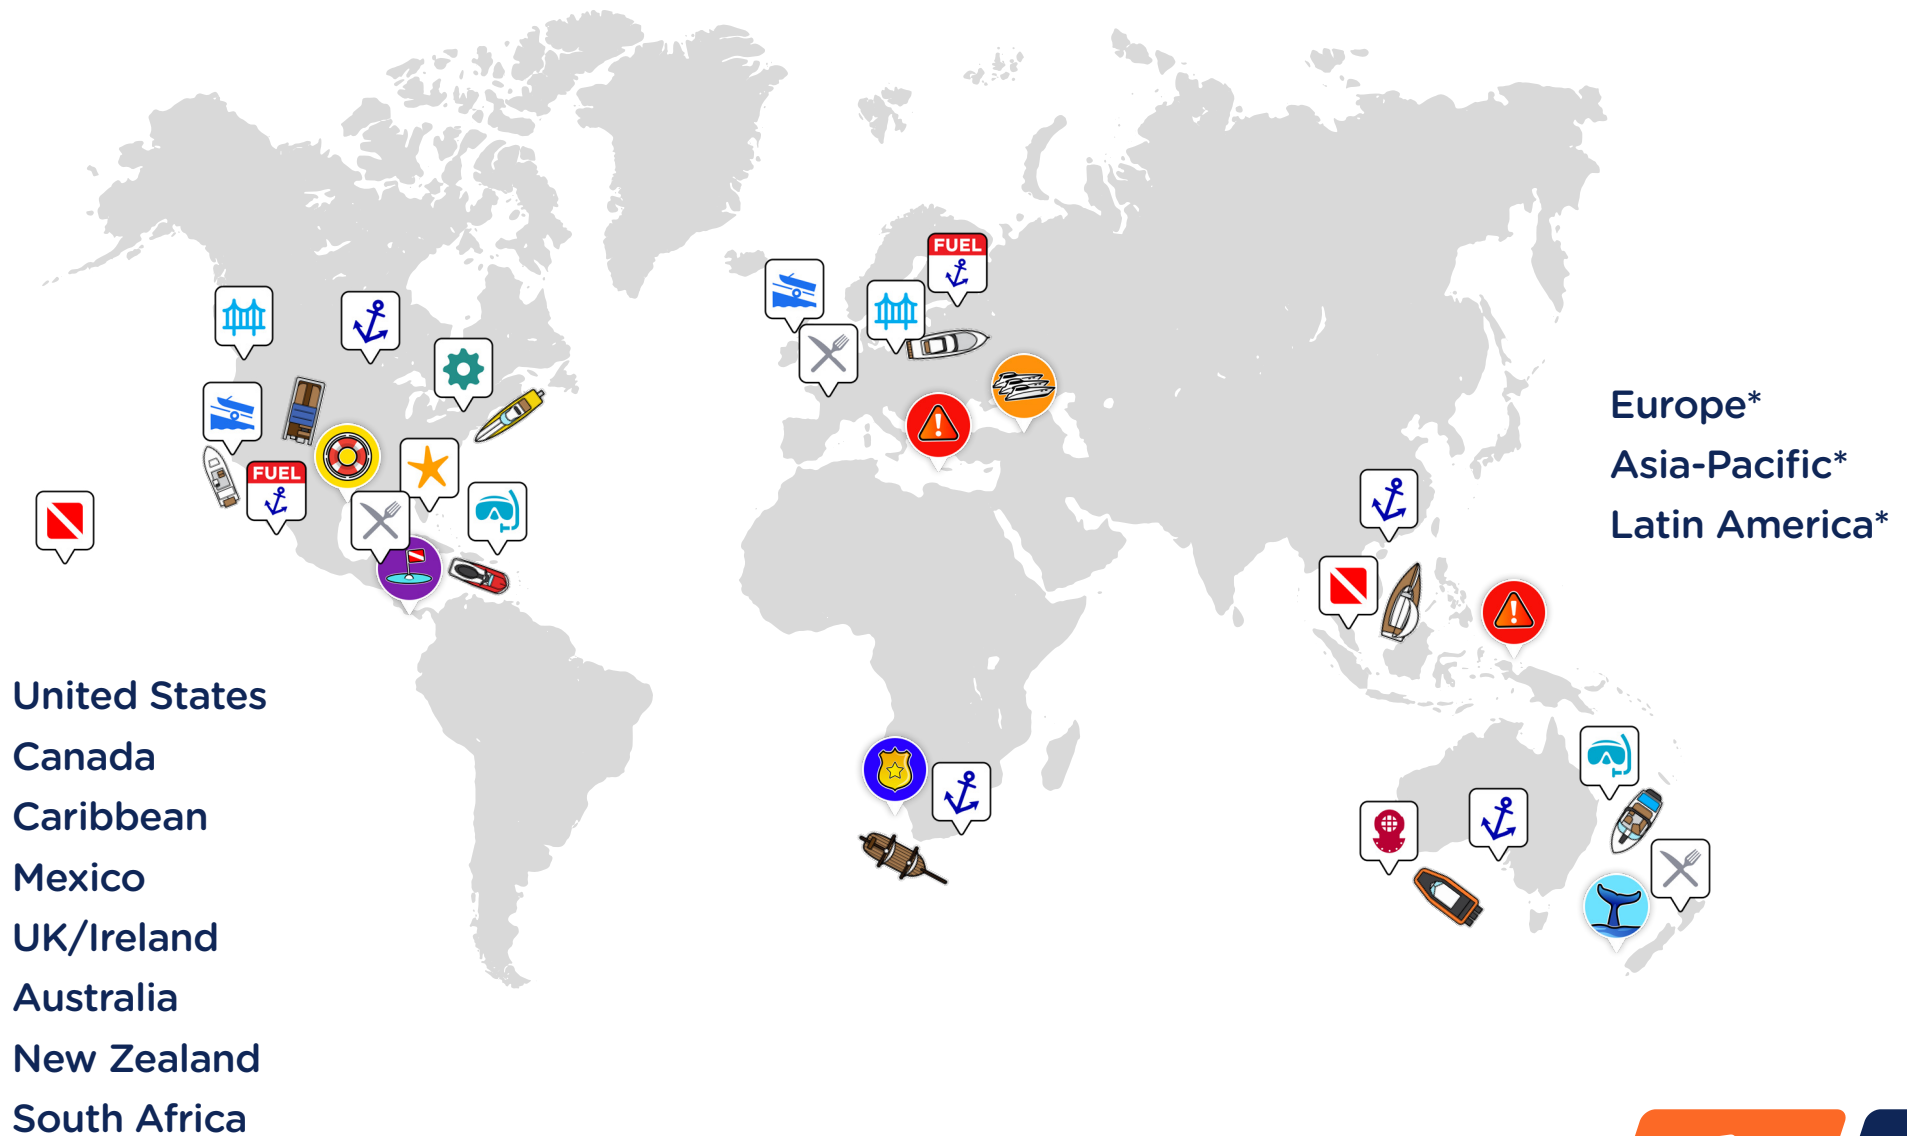 FUEL
FUEL
Europe*
Asia-Pacific*
Latin America*
United States
Canada
Caribbean
Mexico
UK/Ireland
Australia
New Zealand
South Africa